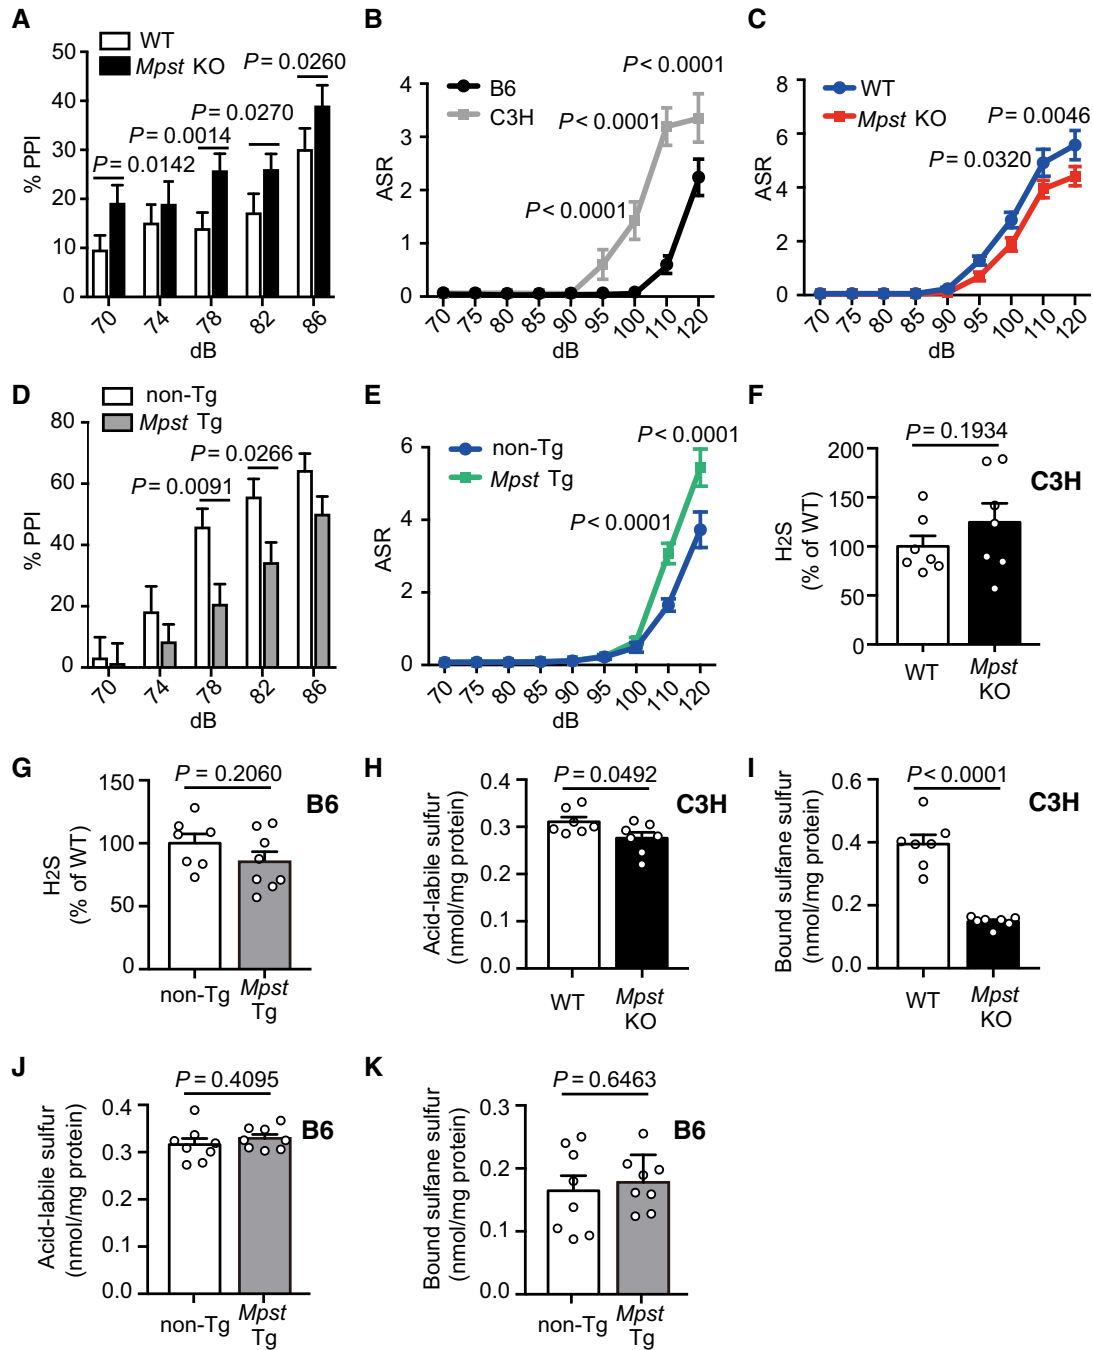 A
WT
Mpst KO
P = 0.0260
P = 0.0270
P = 0.0014
P = 0.0142
% PPI
50
40
30
20
10
0
70 74 78 82 86
dB
B
B6
C3H
P < 0.0001
P < 0.0001
P < 0.0001
ASR
4
3
2
1
0
70 75 80 85 90 95 100 110 120
dB
C
WT
Mpst KO
P = 0.0046
P = 0.0320
ASR
8
6
4
2
0
70 75 80 85 90 95 100 110 120
dB
D
non-Tg
Mpst Tg
P = 0.0266
P = 0.0091
% PPI
80
60
40
20
0
70 74 78 82 86
dB
E
non-Tg
Mpst Tg
P < 0.0001
P < 0.0001
ASR
6
4
2
0
70 75 80 85 90 95 100 110 120
dB
F
P = 0.1934
C3H
H2S
(% of WT)
200
150
100
50
0
WT
Mpst
KO
G
P = 0.2060
B6
H2S
(% of WT)
150
100
50
0
non-Tg
Mpst
Tg
H
P = 0.0492
C3H
Acid-labile sulfur
(nmol/mg protein)
0.4
0.3
0.2
0.1
0.0
WT
Mpst
KO
I
P < 0.0001
C3H
Bound sulfane sulfur
(nmol/mg protein)
0.6
0.4
0.2
0.0
WT
Mpst
KO
J
P = 0.4095
B6
Acid-labile sulfur
(nmol/mg protein)
0.4
0.3
0.2
0.1
0.0
non-Tg
Mpst
Tg
K
P = 0.6463
B6
Bound sulfane sulfur
(nmol/mg protein)
0.3
0.2
0.1
0.0
non-Tg
Mpst
Tg